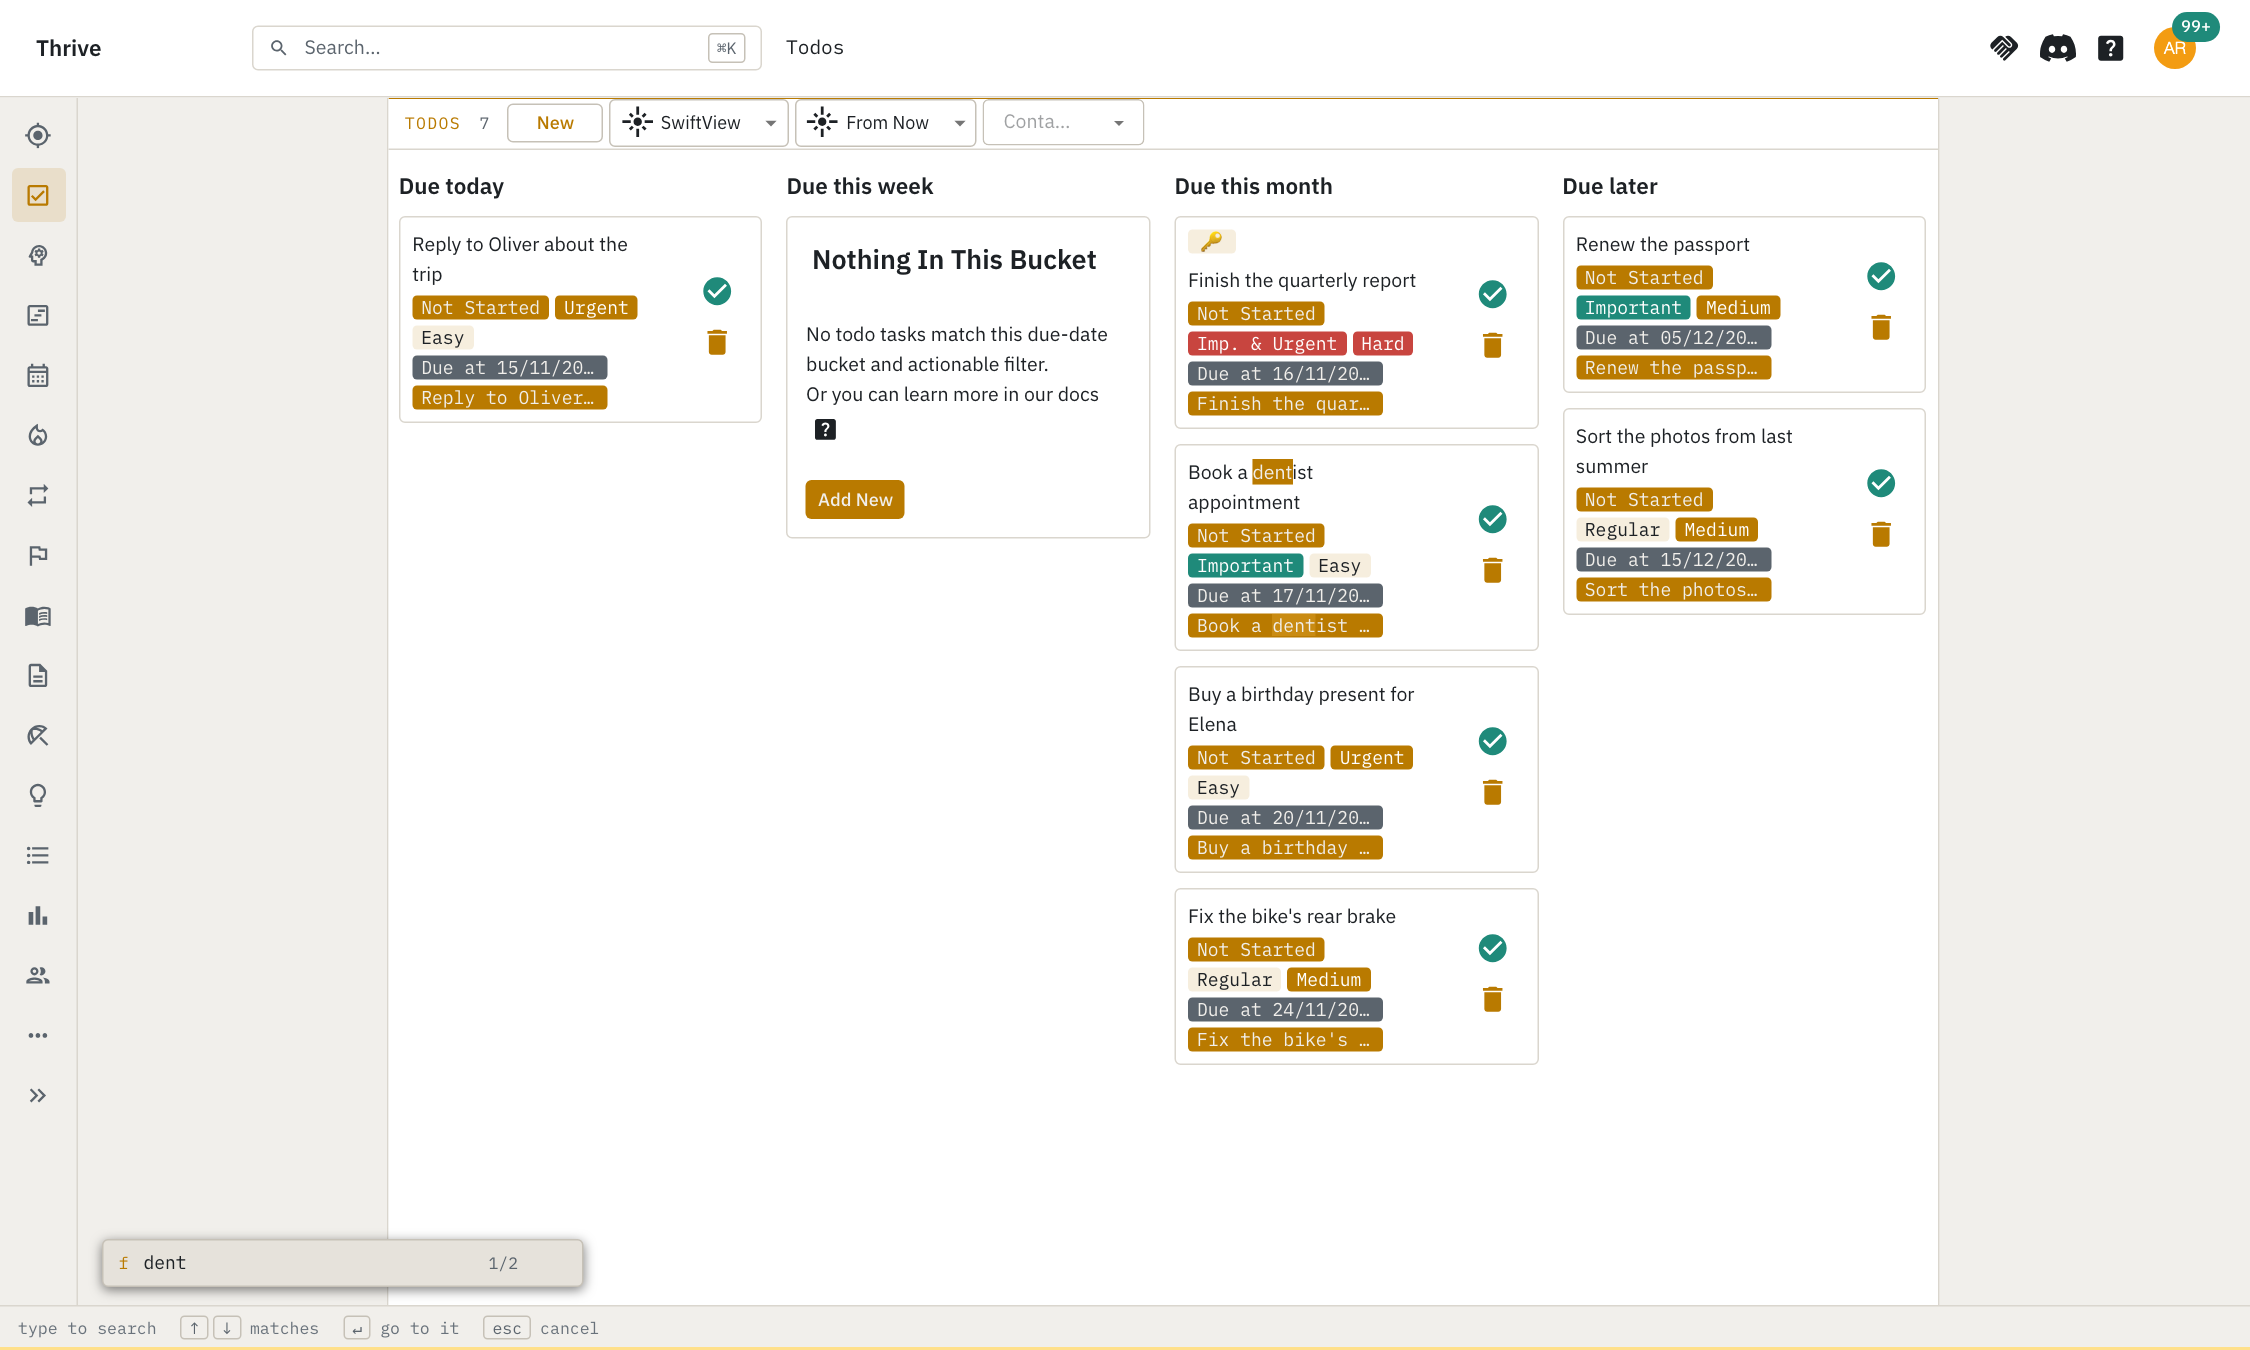 Thrive
Search...
⌘K
Todos
?
AR
99+
TODOS 7
New
SwiftView
From Now
Conta...
Due today
Reply to Oliver about the
trip
Not Started Urgent
Easy
Due at 15/11/20…
Reply to Oliver…
Due this week
Nothing In This Bucket
No todo tasks match this due-date
bucket and actionable filter.
Or you can learn more in our docs
?
Add New
Due this month
Finish the quarterly report
Not Started
Imp. & Urgent Hard
Due at 16/11/20…
Finish the quar…
Book a dentist
appointment
Not Started
Important Easy
Due at 17/11/20…
Book a dentist …
Buy a birthday present for
Elena
Not Started Urgent
Easy
Due at 20/11/20…
Buy a birthday …
Fix the bike's rear brake
Not Started
Regular Medium
Due at 24/11/20…
Fix the bike's …
Due later
Renew the passport
Not Started
Important Medium
Due at 05/12/20…
Renew the passp…
Sort the photos from last
summer
Not Started
Regular Medium
Due at 15/12/20…
Sort the photos…
f dent 1/2
type to search ↑ ↓ matches ↵ go to it esc cancel